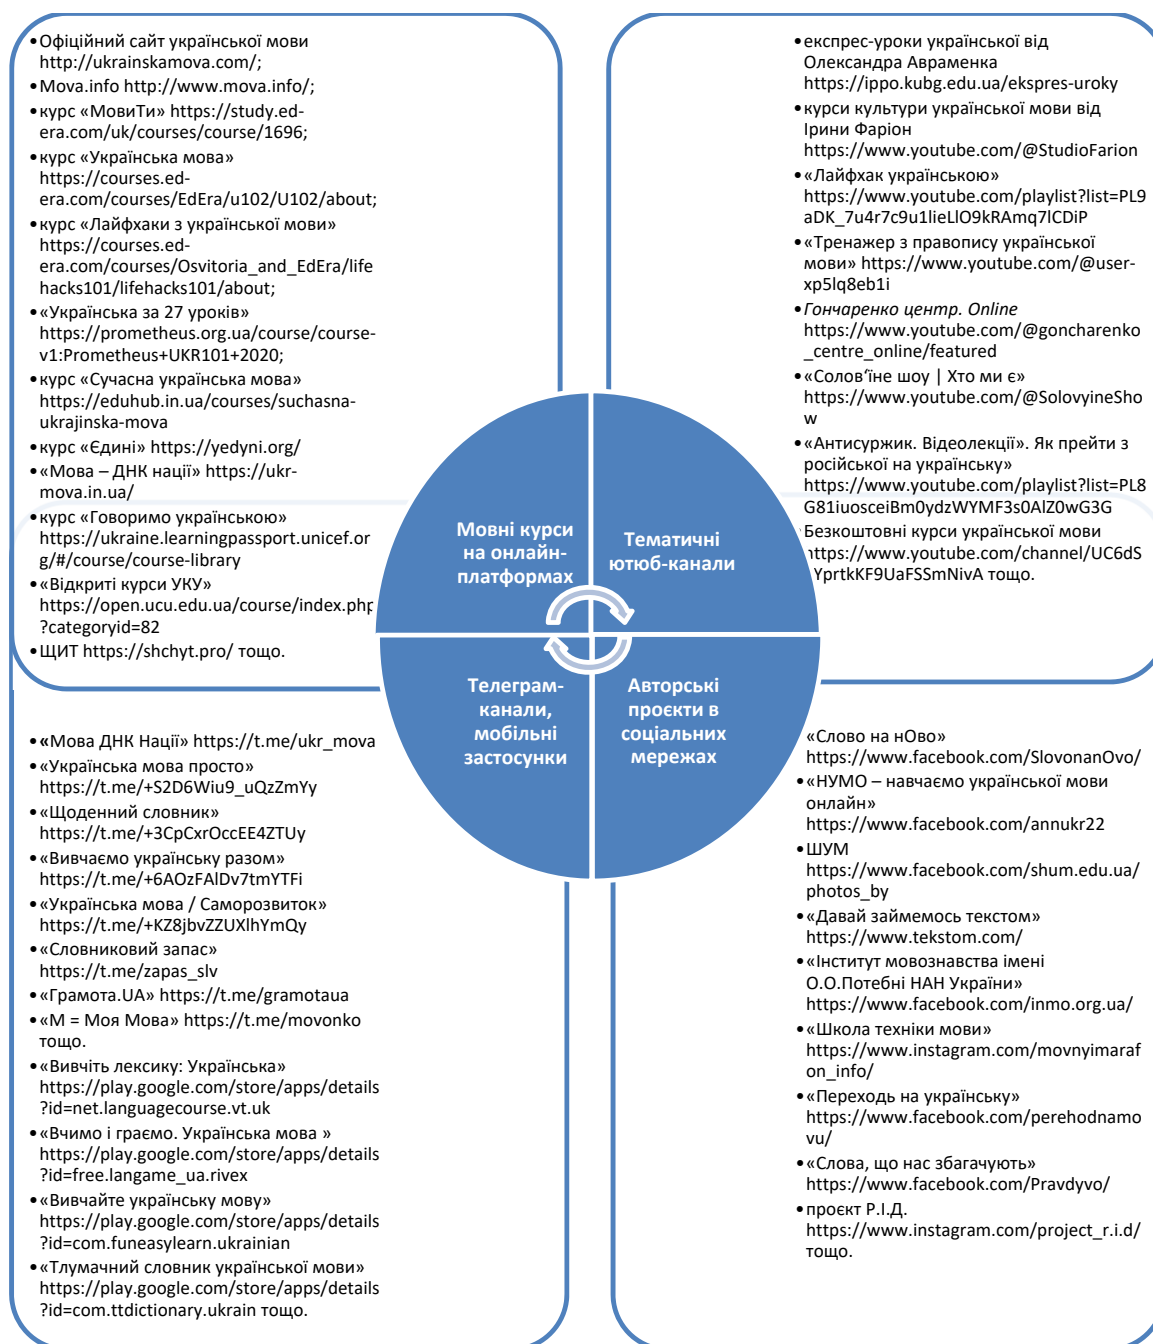 •Офіційний сайт української мови
http://ukrainskamova.com/;
•Mova.info http://www.mova.info/;
•курс «МовиТи» https://study.ed-
era.com/uk/courses/course/1696;
•курс «Українська мова»
https://courses.ed-
era.com/courses/EdEra/u102/U102/about;
•курс «Лайфхаки з української мови»
https://courses.ed-
era.com/courses/Osvitoria_and_EdEra/life
hacks101/lifehacks101/about;
•«Українська за 27 уроків»
https://prometheus.org.ua/course/course-
v1:Prometheus+UKR101+2020;
•курс «Сучасна українська мова»
https://eduhub.in.ua/courses/suchasna-
ukrajinska-mova
•курс «Єдині» https://yedyni.org/
•«Мова – ДНК нації» https://ukr-
mova.in.ua/
•курс «Говоримо українською»
https://ukraine.learningpassport.unicef.or
g/#/course/course-library
•«Відкриті курси УКУ»
https://open.ucu.edu.ua/course/index.php
?categoryid=82
•ЩИТ https://shchyt.pro/ тощо.
•експрес-уроки української від
Олександра Авраменка
https://ippo.kubg.edu.ua/ekspres-uroky
•курси культури української мови від
Ірини Фаріон
https://www.youtube.com/@StudioFarion
•«Лайфхак українською»
https://www.youtube.com/playlist?list=PL9
aDK_7u4r7c9u1lieLlO9kRAmq7lCDiP
•«Тренажер з правопису української
мови» https://www.youtube.com/@user-
xp5lq8eb1i
•Гончаренко центр. Online
https://www.youtube.com/@goncharenko
_centre_online/featured
•«Солов‘їне шоу | Хто ми є»
https://www.youtube.com/@SolovyineSho
w
•«Антисуржик. Відеолекції». Як прейти з
російської на українську»
https://www.youtube.com/playlist?list=PL8
G81iuosceiBm0ydzWYMF3s0AlZ0wG3G
Безкоштовні курси української мови
https://www.youtube.com/channel/UC6dS
YprtkKF9UaFSSmNivA тощо.
Мовні курси
на онлайн-
платформах
Тематичні
ютюб-канали
Телеграм-
канали,
мобільні
застосунки
Авторські
проєкти в
соціальних
мережах
•«Мова ДНК Нації» https://t.me/ukr_mova
•«Українська мова просто»
https://t.me/+S2D6Wiu9_uQzZmYy
•«Щоденний словник»
https://t.me/+3CpCxrOccEE4ZTUy
•«Вивчаємо українську разом»
https://t.me/+6AOzFAlDv7tmYTFi
•«Українська мова / Саморозвиток»
https://t.me/+KZ8jbvZZUXlhYmQy
•«Словниковий запас»
https://t.me/zapas_slv
•«Грамота.UA» https://t.me/gramotaua
•«М = Моя Мова» https://t.me/movonko
тощо.
•«Вивчіть лексику: Українська»
https://play.google.com/store/apps/details
?id=net.languagecourse.vt.uk
•«Вчимо і граємо. Українська мова »
https://play.google.com/store/apps/details
?id=free.langame_ua.rivex
•«Вивчайте українську мову»
https://play.google.com/store/apps/details
?id=com.funeasylearn.ukrainian
•«Тлумачний словник української мови»
https://play.google.com/store/apps/details
?id=com.ttdictionary.ukrain тощо.
«Слово на нОво»
https://www.facebook.com/SlovonanOvo/
•«НУМО – навчаємо української мови
онлайн»
https://www.facebook.com/annukr22
•ШУМ
https://www.facebook.com/shum.edu.ua/
photos_by
•«Давай займемось текстом»
https://www.tekstom.com/
•«Інститут мовознавства імені
О.О.Потебні НАН України»
https://www.facebook.com/inmo.org.ua/
•«Школа техніки мови»
https://www.instagram.com/movnyimaraf
on_info/
•«Переходь на українську»
https://www.facebook.com/perehodnamo
vu/
•«Слова, що нас збагачують»
https://www.facebook.com/Pravdyvo/
•проєкт Р.І.Д.
https://www.instagram.com/project_r.i.d/
тощо.